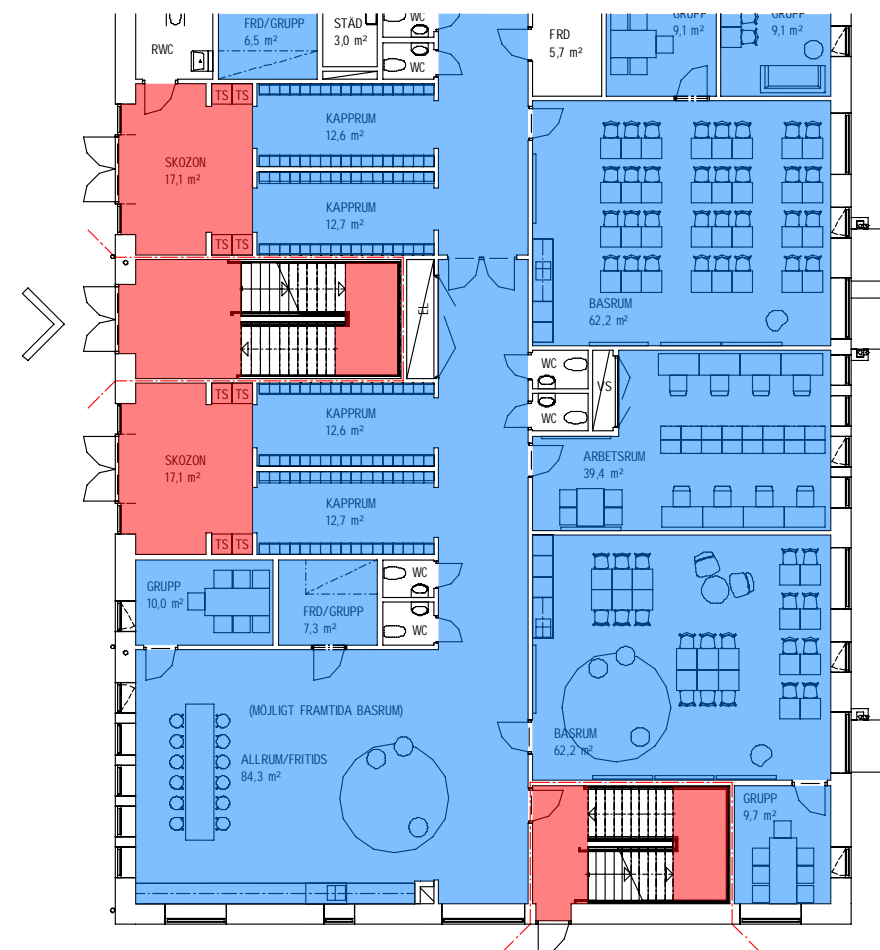 FRD/GRUPP
6,5 m²
STÄD
3,0 m²
WC
GRUPP
9,1 m²
GRUPP
9,1 m²
RWC
FRD
5,7 m²
WC
TS TS
KAPPRUM
12,6 m²
SKOZON
17,1 m²
KAPPRUM
12,7 m²
TS TS
BASRUM
62,2 m²
EL
WC
VS
WC
TS TS
KAPPRUM
12,6 m²
SKOZON
17,1 m²
ARBETSRUM
39,4 m²
KAPPRUM
12,7 m²
TS TS
WC
GRUPP
10,0 m²
FRD/GRUPP
7,3 m²
WC
(MÖJLIGT FRAMTIDA BASRUM)
BASRUM
62,2 m²
ALLRUM/FRITIDS
84,3 m²
GRUPP
9,7 m²